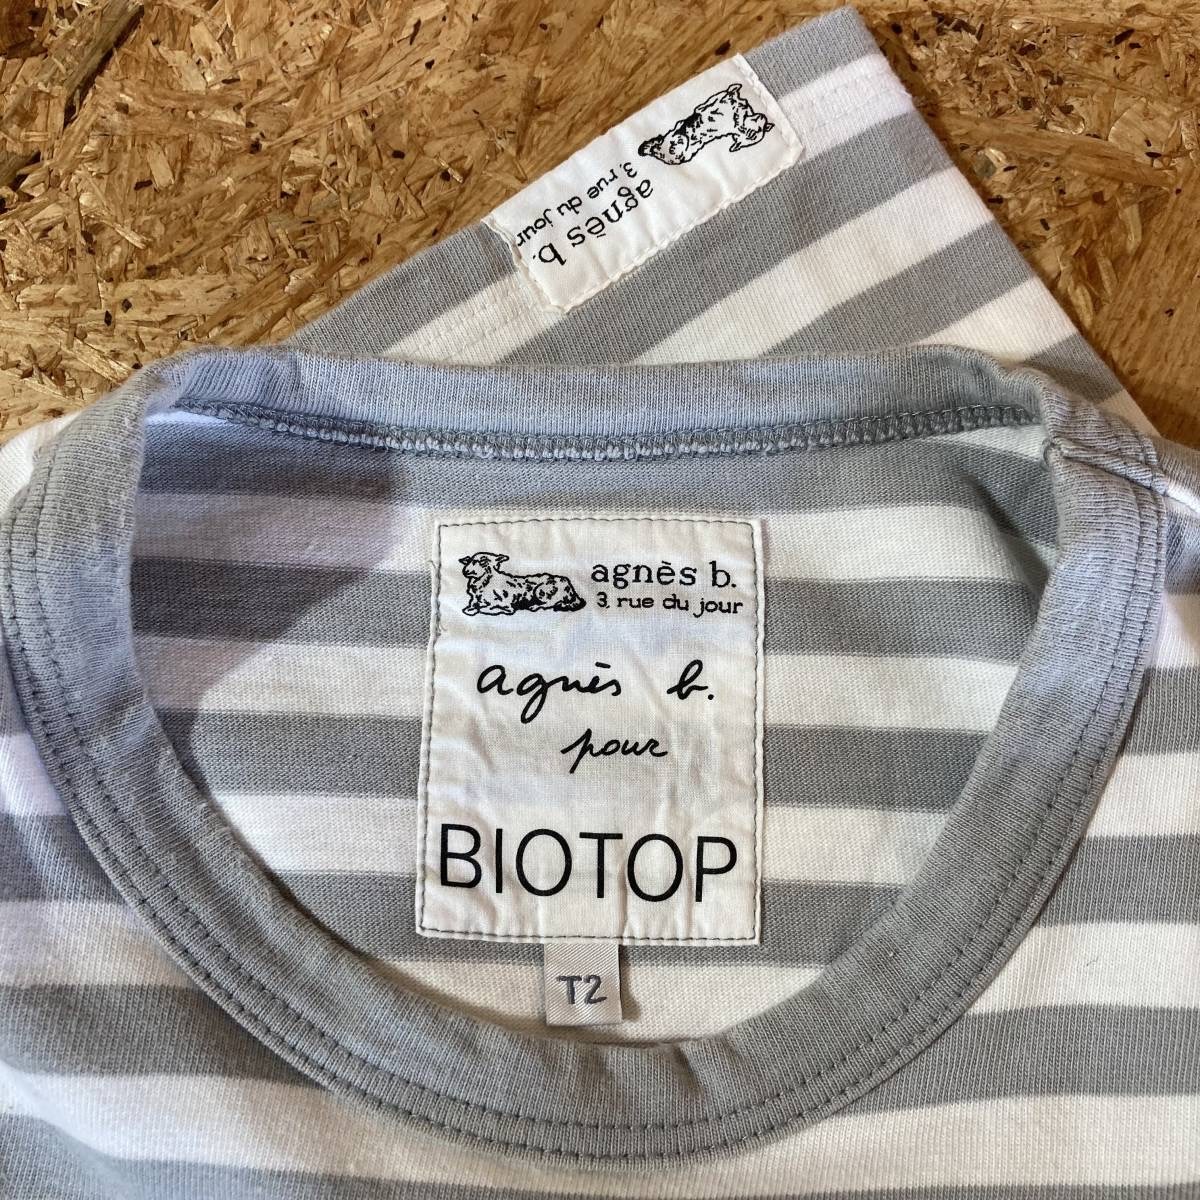 agnès b.
3, rue du jour
agnès b.
3, rue du jour
agnès b.
pour
BIOTOP
T2